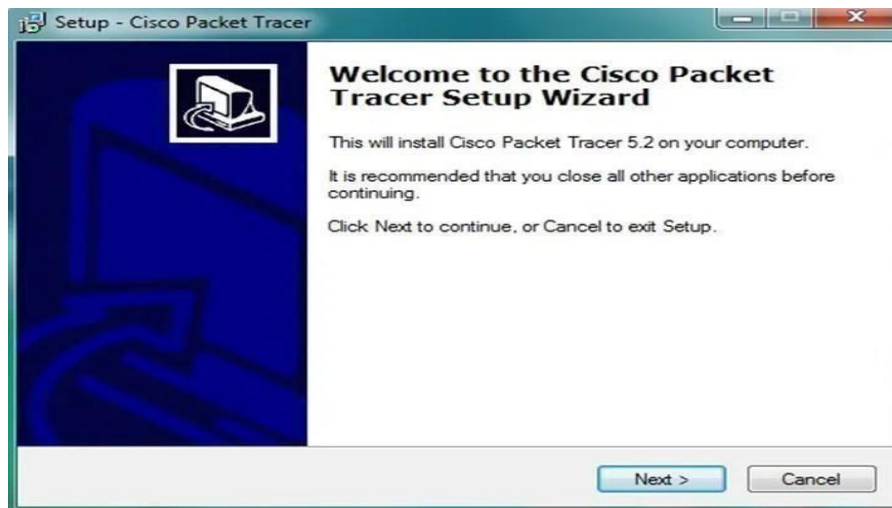 Setup - Cisco Packet Tracer
Welcome to the Cisco Packet
Tracer Setup Wizard
This will install Cisco Packet Tracer 5.2 on your computer.
It is recommended that you close all other applications before
continuing.
Click Next to continue, or Cancel to exit Setup.
Next >
Cancel